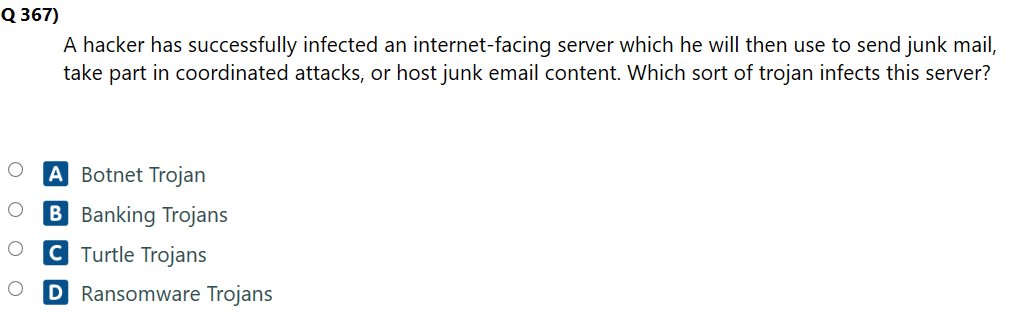 Q 367)
A hacker has successfully infected an internet-facing server which he will then use to send junk mail,
take part in coordinated attacks, or host junk email content. Which sort of trojan infects this server?
A Botnet Trojan
B Banking Trojans
C Turtle Trojans
D Ransomware Trojans